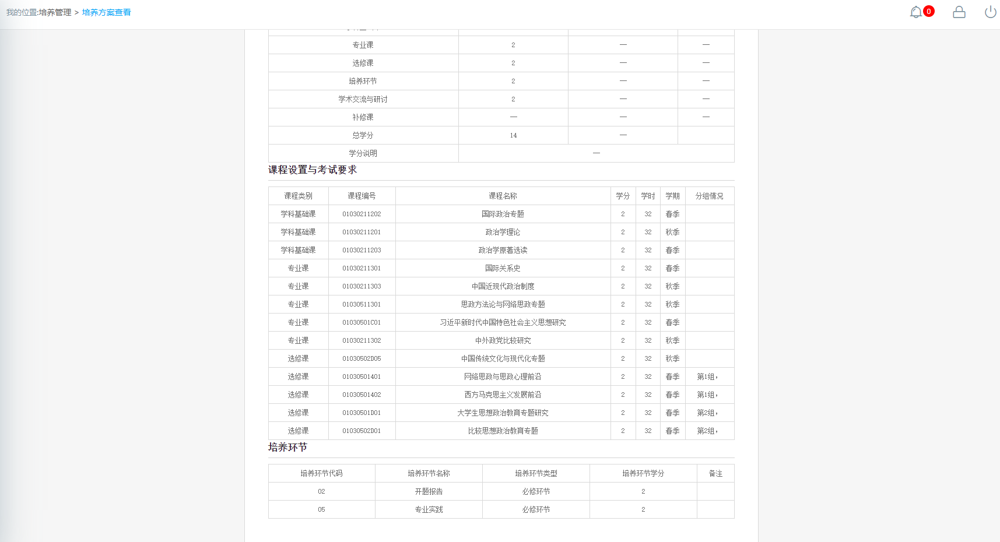 我的位置:培养管理 > 培养方案查看
0
专业课 2 — —
选修课 2 — —
培养环节 2 — —
学术交流与研讨 2 — —
补修课 — — —
总学分 14 —
学分说明 —
课程设置与考试要求
课程类别 课程编号 课程名称 学分 学时 学期 分组情况
学科基础课 01030211202 国际政治专题 2 32 春季
学科基础课 01030211201 政治学理论 2 32 秋季
学科基础课 01030211203 政治学原著选读 2 32 春季
专业课 01030211301 国际关系史 2 32 春季
专业课 01030211303 中国近现代政治制度 2 32 秋季
专业课 01030511301 思政方法论与网络思政专题 2 32 秋季
专业课 01030501C01 习近平新时代中国特色社会主义思想研究 2 32 春季
专业课 01030211302 中外政党比较研究 2 32 秋季
选修课 01030502D05 中国传统文化与现代化专题 2 32 秋季
选修课 01030501401 网络思政与思政心理前沿 2 32 春季 第1组，
选修课 01030501402 西方马克思主义发展前沿 2 32 春季 第1组，
选修课 01030501D01 大学生思想政治教育专题研究 2 32 春季 第2组，
选修课 01030502D01 比较思想政治教育专题 2 32 春季 第2组，
培养环节
培养环节代码 培养环节名称 培养环节类型 培养环节学分 备注
02 开题报告 必修环节 2
05 专业实践 必修环节 2